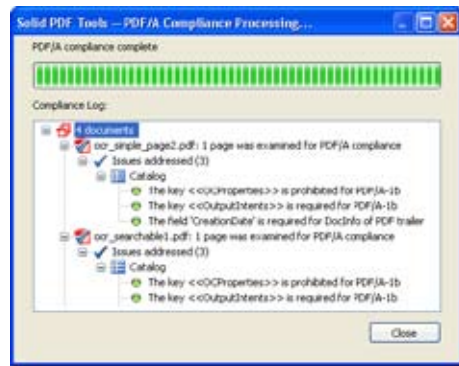 Solid PDF Tools -- PDF/A Compliance Processing...
PDF/A compliance complete
Compliance Log:
4 documents
ocr_simple_page2.pdf: 1 page was examined for PDF/A compliance
Issues addressed (3)
Catalog
The key <<OCProperties>> is prohibited for PDF/A-1b
The key <<OutputIntents>> is required for PDF/A-1b
The field 'CreationDate' is required for DocInfo of PDF trailer
ocr_searchable1.pdf: 1 page was examined for PDF/A compliance
Issues addressed (3)
Catalog
The key <<OCProperties>> is prohibited for PDF/A-1b
The key <<OutputIntents>> is required for PDF/A-1b
Close